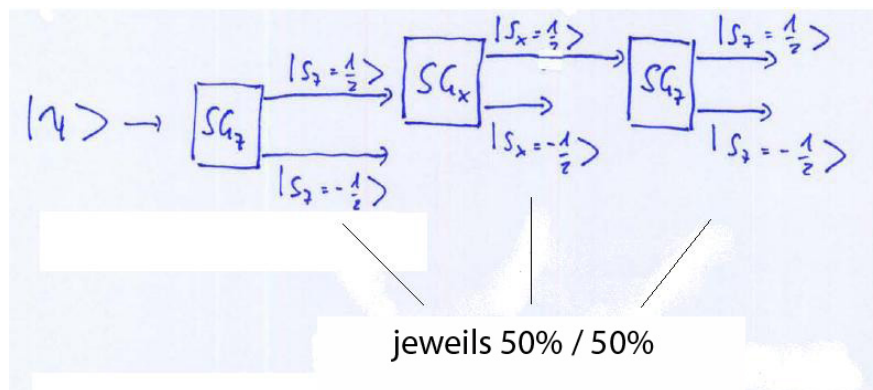 |S_x = 1/2⟩ |S_z = 1/2⟩
|S_z = 1/2⟩ SG_x SG_z
|ψ⟩ → SG_z |S_x = -1/2⟩ |S_z = -1/2⟩
|S_z = -1/2⟩
jeweils 50% / 50%